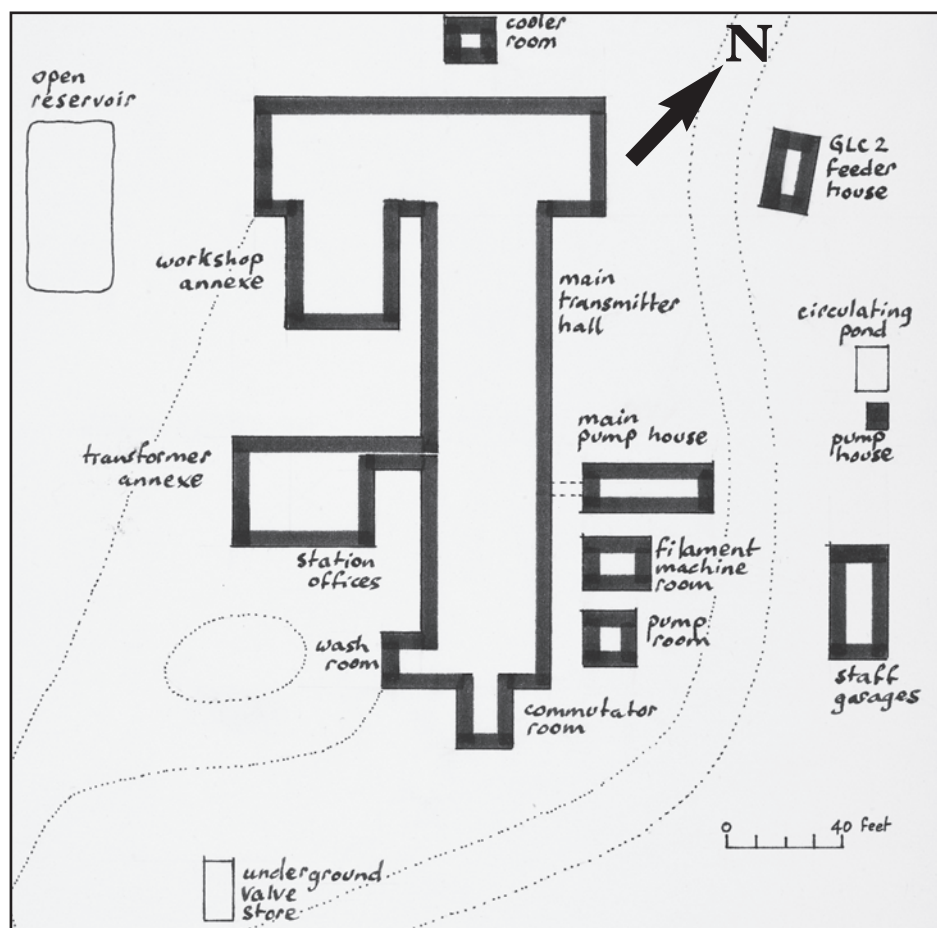 cooler
room
N
open
reservoir
GLC 2
feeder
house
workshop
annexe
main
transmitter
hall
circulating
pond
main
pump house
pump
house
transformer
annexe
station
offices
filament
machine
room
wash
room
pump
room
staff
garages
commutator
room
0 40 feet
underground
valve
store